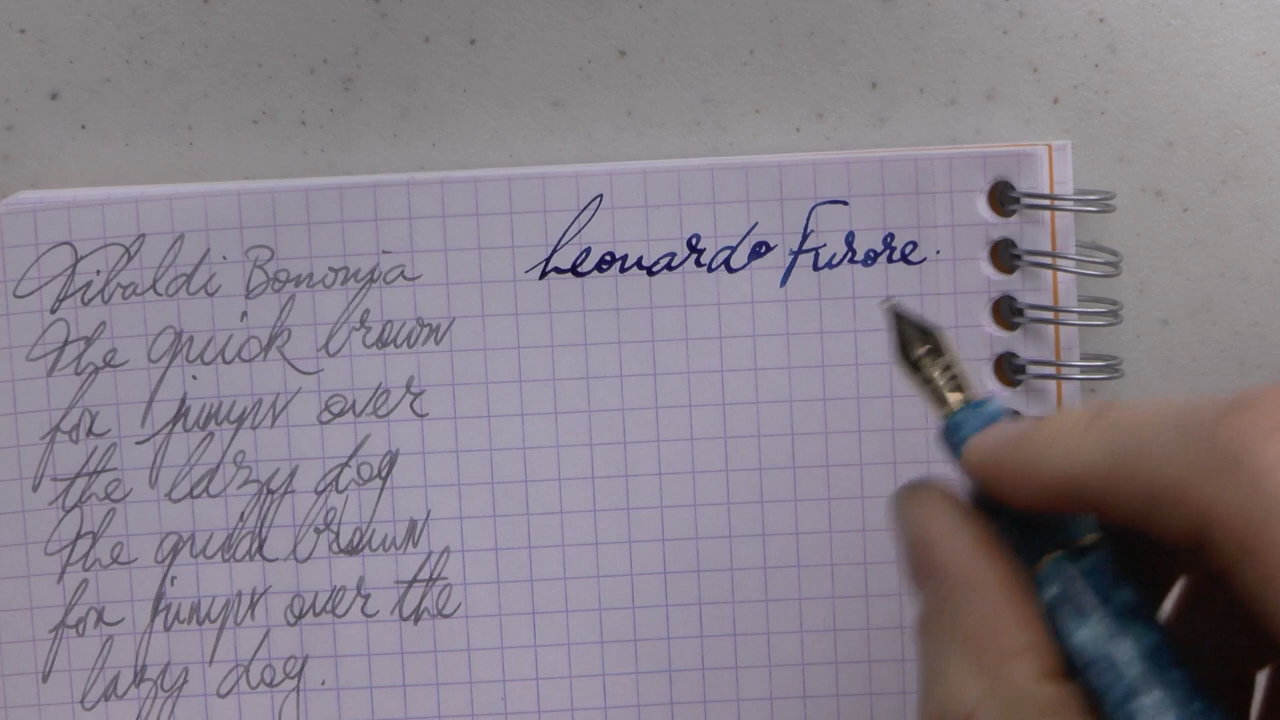 Tibaldi Bononia
The quick brown
fox jumps over
the lazy dog
The quick brown
fox jumps over the
lazy dog.
Leonardo Furore.